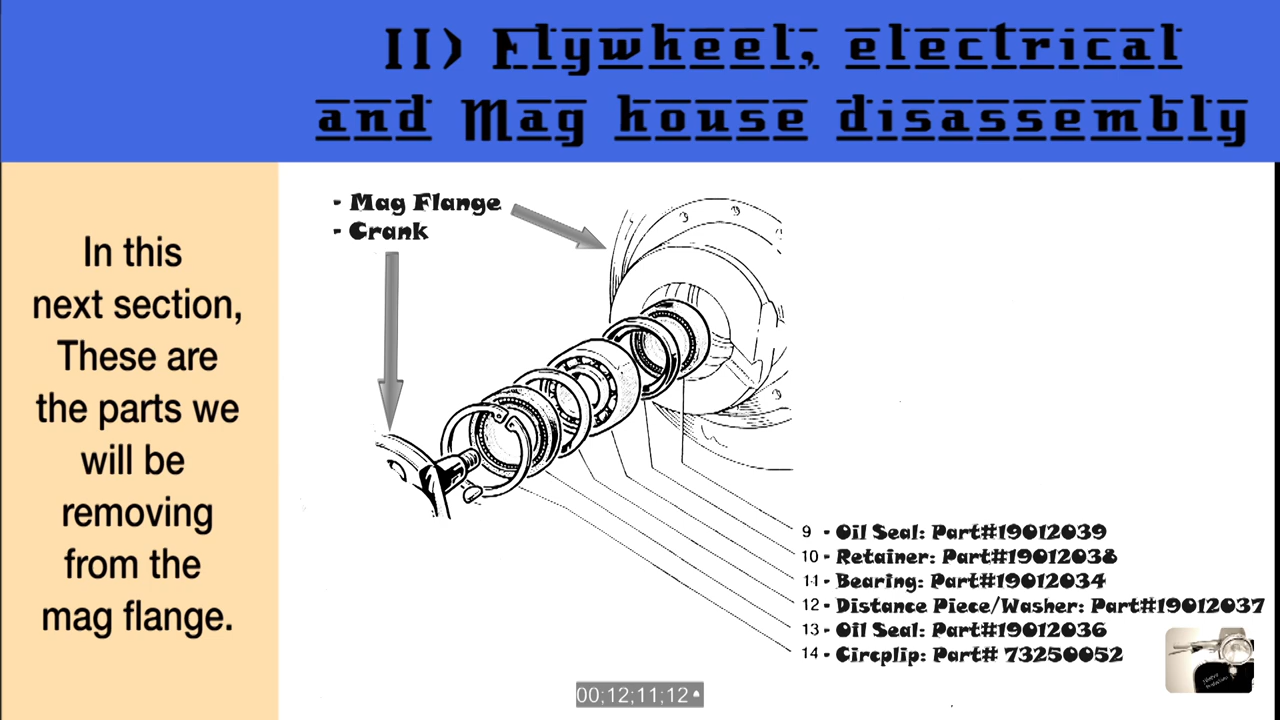 II) Flywheel, electrical
and Mag house disassembly
In this
next section,
These are
the parts we
will be
removing
from the
mag flange.
- Mag Flange
- Crank
9 - Oil Seal: Part#19012039
10 - Retainer: Part#19012038
11 - Bearing: Part#19012034
12 - Distance Piece/Washer: Part#19012037
13 - Oil Seal: Part#19012036
14 - Circplip: Part# 73250052
00;12;11;12